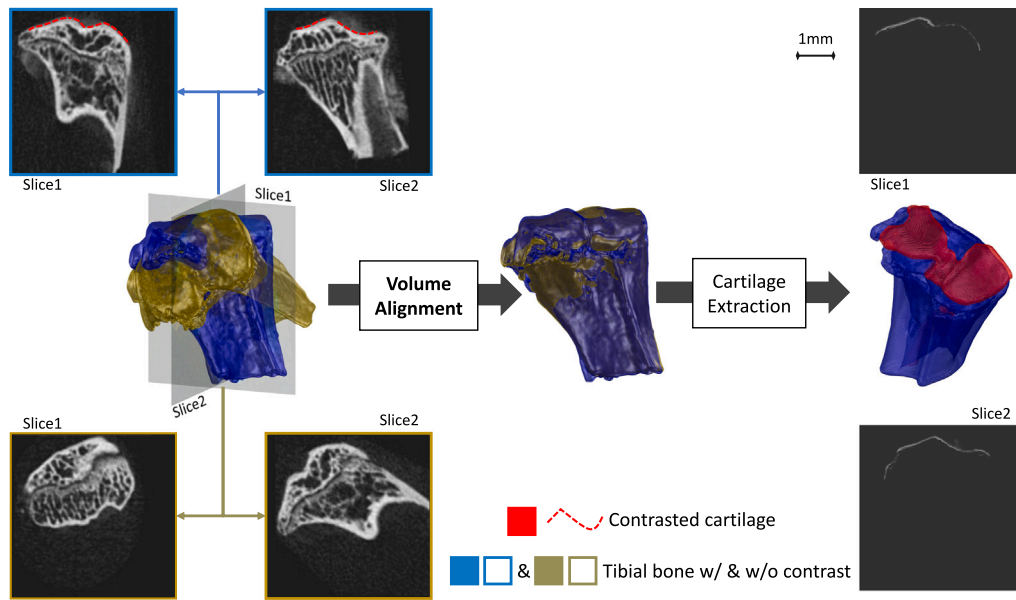 1mm
Slice1
Slice2
Slice1
Slice1
Volume
Alignment
Cartilage
Extraction
Slice2
Slice1
Slice2
Slice2
Contrasted cartilage
& Tibial bone w/ & w/o contrast